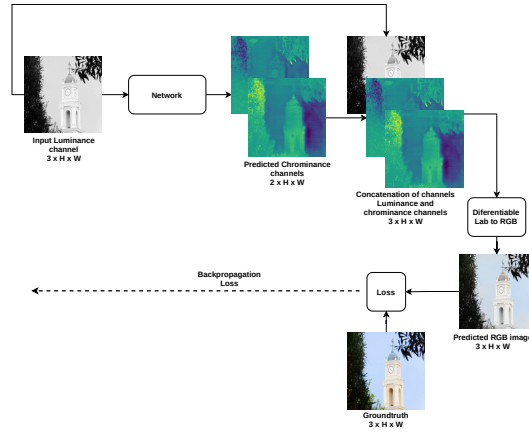 Network
Input Luminance
channel
3 x H x W
Predicted Chrominance
channels
2 x H x W
Concatenation of channels
Luminance and
chrominance channels
3 x H x W
Diferentiable
Lab to RGB
Backpropagation
Loss
Loss
Predicted RGB image
3 x H x W
Groundtruth
3 x H x W